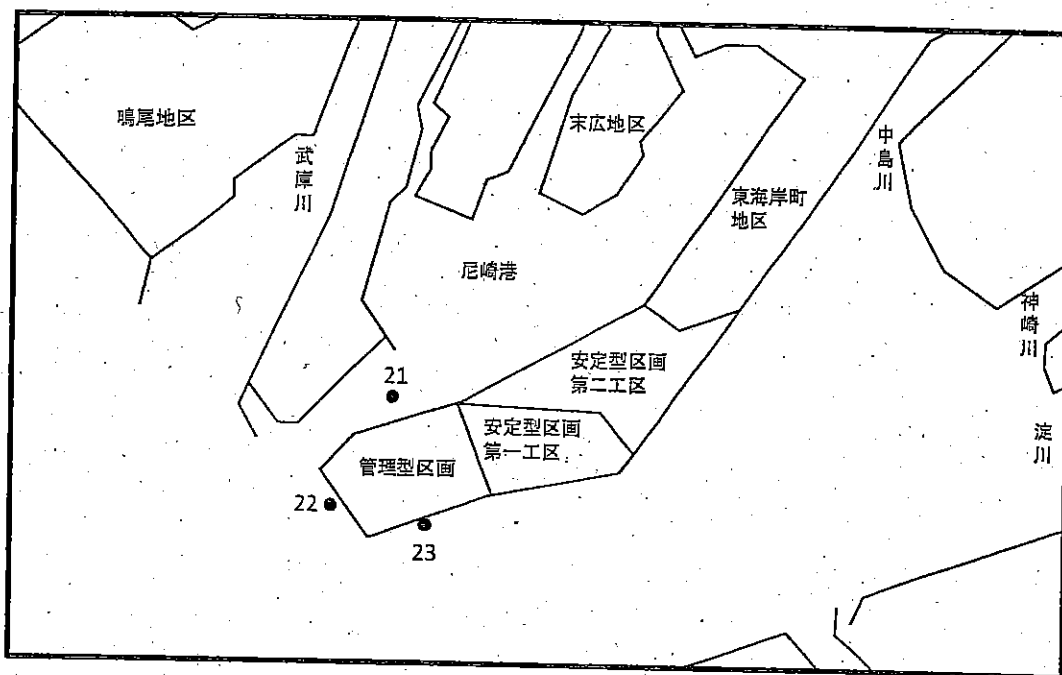 鳴尾地区
武庫川
末広地区
中島川
東海岸町
地区
尼崎港
神崎川
安定型区画
第二工区
21
安定型区画
第一工区
淀川
管理型区画
22
23